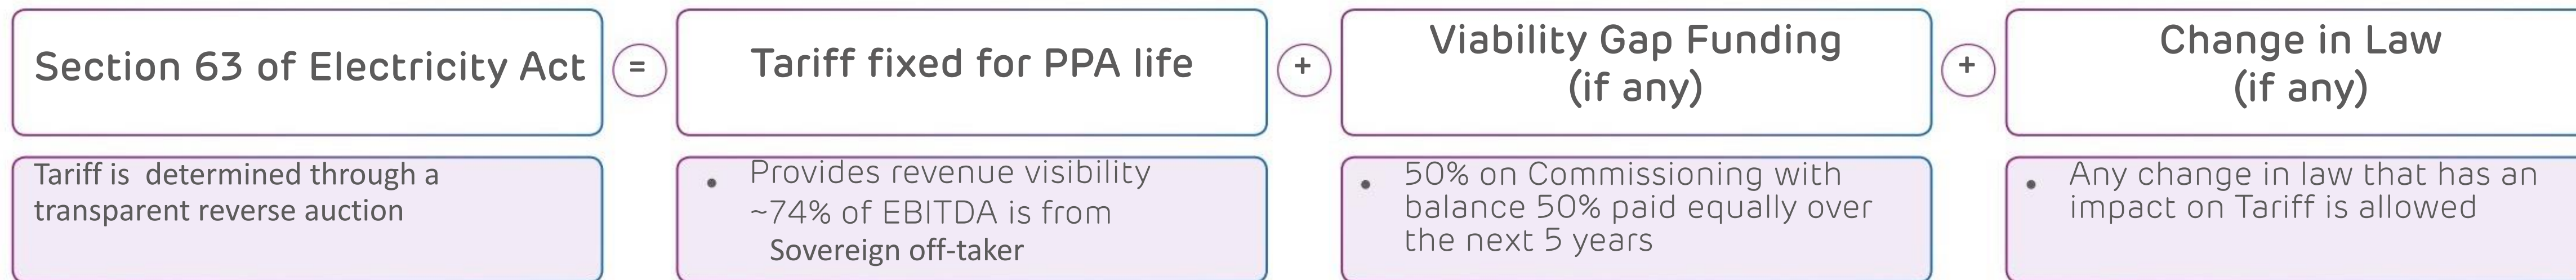 Section 63 of Electricity Act
=
Tariff fixed for PPA life
+
Viability Gap Funding
(if any)
+
Change in Law
(if any)
Tariff is determined through a
transparent reverse auction
• Provides revenue visibility
~74% of EBITDA is from
Sovereign off-taker
• 50% on Commissioning with
balance 50% paid equally over
the next 5 years
• Any change in law that has an
impact on Tariff is allowed